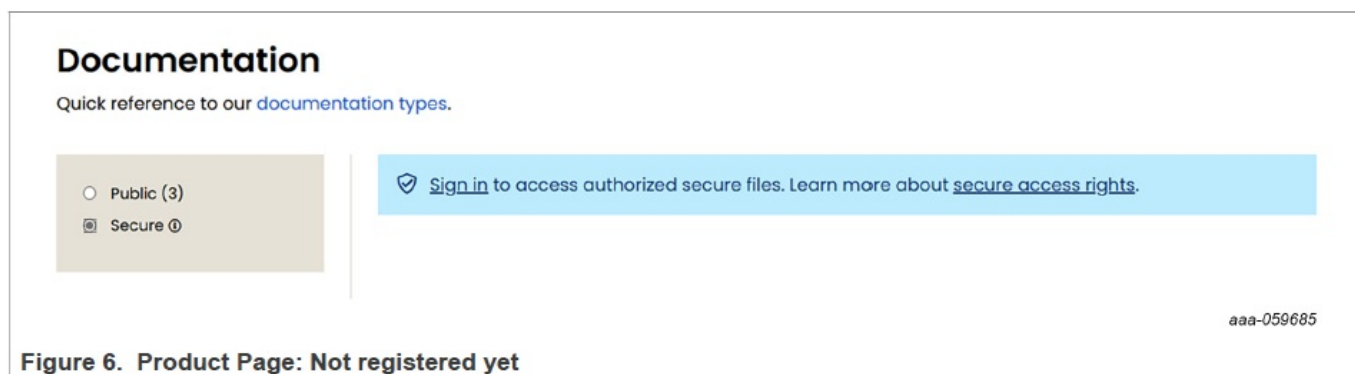 Documentation
Quick reference to our documentation types.
Public (3)
Secure
Sign in to access authorized secure files. Learn more about secure access rights.
aaa-059685
Figure 6. Product Page: Not registered yet